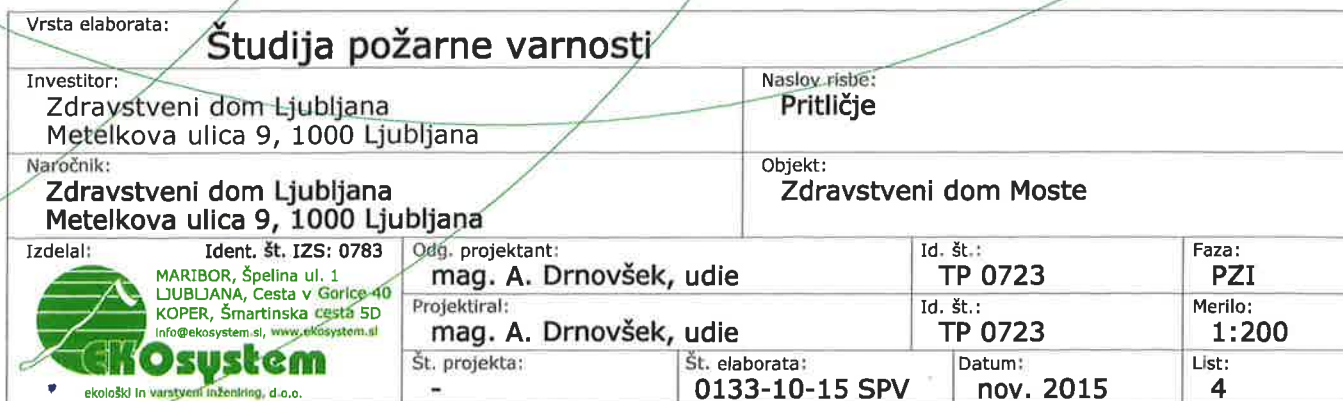 Vrsta elaborata:
Študija požarne varnosti
Investitor:
Zdravstveni dom Ljubljana
Metelkova ulica 9, 1000 Ljubljana
Naslov risbe:
Pritličje
Naročnik:
Zdravstveni dom Ljubljana
Metelkova ulica 9, 1000 Ljubljana
Objekt:
Zdravstveni dom Moste
Izdelal: Ident. št. IZS: 0783
MARIBOR, Špelina ul. 1
LJUBLJANA, Cesta v Gorice 40
KOPER, Šmartinska cesta 5D
info@ekosystem.si, www.ekosystem.si
EKOsystem
ekološki in varstveni inženiring, d.o.o.
Odg. projektant:
mag. A. Drnovšek, udie
Id. št.:
TP 0723
Faza:
PZI
Projektiral:
mag. A. Drnovšek, udie
Id. št.:
TP 0723
Merilo:
1:200
Št. projekta:
-
Št. elaborata:
0133-10-15 SPV
Datum:
nov. 2015
List:
4